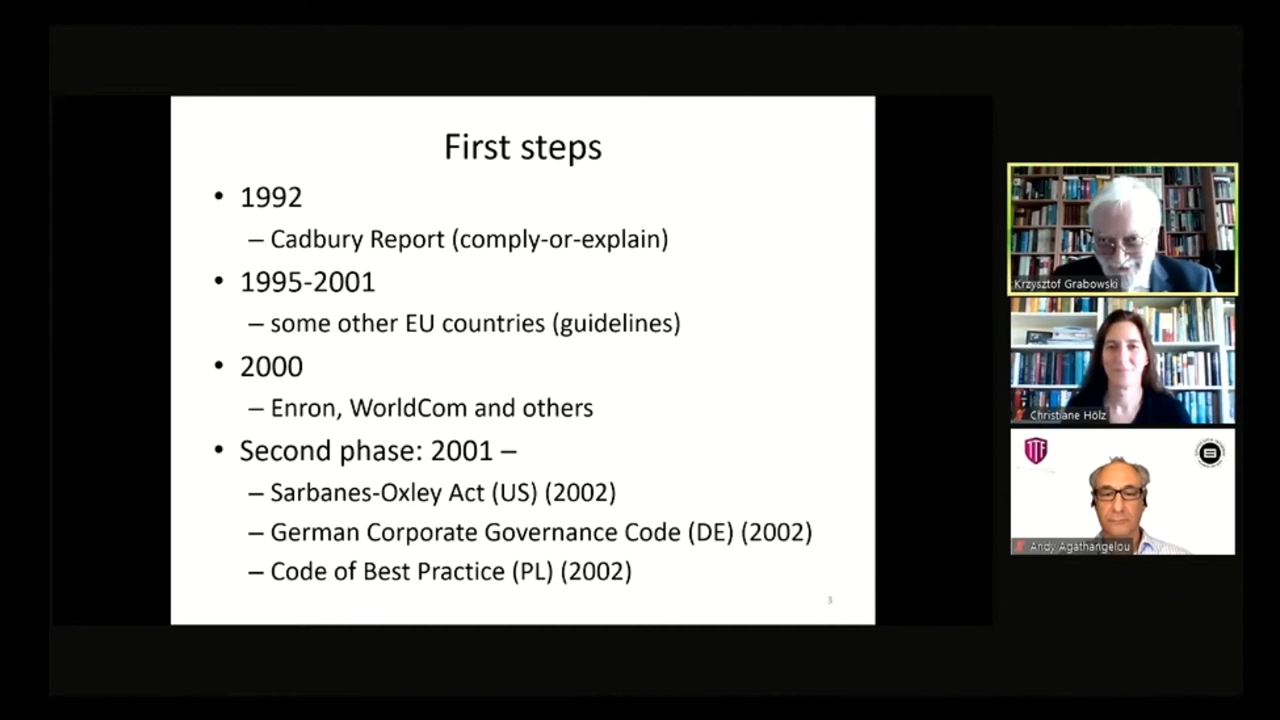 First steps
• 1992
– Cadbury Report (comply-or-explain)
• 1995-2001
– some other EU countries (guidelines)
• 2000
– Enron, WorldCom and others
• Second phase: 2001 –
– Sarbanes-Oxley Act (US) (2002)
– German Corporate Governance Code (DE) (2002)
– Code of Best Practice (PL) (2002)
3
Krzysztof Grabowski
Christiane Hölz
TTF
Andy Agathangelou